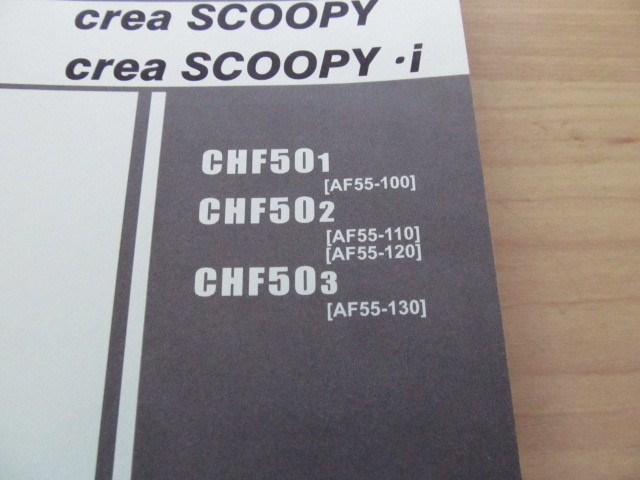 crea SCOOPY
crea SCOOPY・i
CHF501
[AF55-100]
CHF502
[AF55-110]
[AF55-120]
CHF503
[AF55-130]